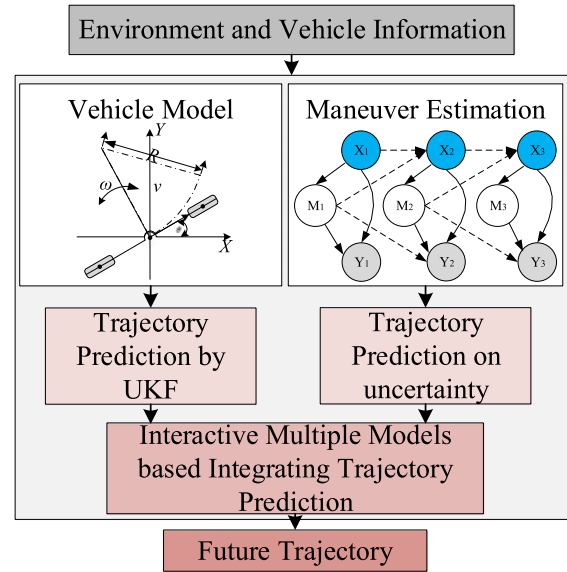 Environment and Vehicle Information
Vehicle Model
Y
R
ω
v
X
Maneuver Estimation
X1 X2 X3
M1 M2 M3
Y1 Y2 Y3
Trajectory
Prediction by
UKF
Trajectory
Prediction on
uncertainty
Interactive Multiple Models
based Integrating Trajectory
Prediction
Future Trajectory